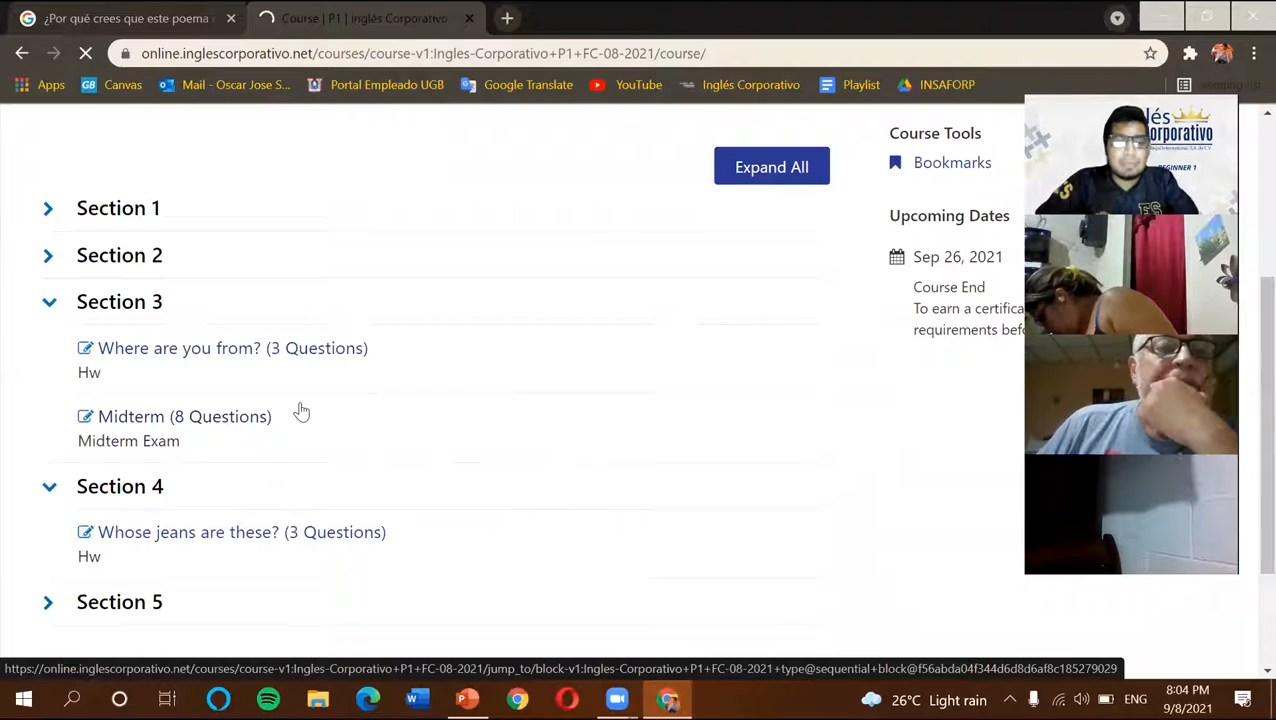 ¿Por qué crees que este poema
Course | P1 | Inglés Corporativo
online.inglescorporativo.net/courses/course-v1:Ingles-Corporativo+P1+FC-08-2021/course/
Apps
GB Canvas
Mail - Oscar Jose S...
Portal Empleado UGB
Google Translate
YouTube
Inglés Corporativo
Playlist
INSAFORP
Course Tools
Expand All
Bookmarks
Section 1
Upcoming Dates
Section 2
Sep 26, 2021
Course End
To earn a certifica
requirements befo
Section 3
Where are you from? (3 Questions)
Hw
Midterm (8 Questions)
Midterm Exam
Section 4
Whose jeans are these? (3 Questions)
Hw
Section 5
lés
orporativo
BEGINNER 1
ES
https://online.inglescorporativo.net/courses/course-v1:Ingles-Corporativo+P1+FC-08-2021/jump_to/block-v1:Ingles-Corporativo+P1+FC-08-2021+type@sequential+block@f56abda04f344d6d8d6af8c185279029
26°C Light rain
ENG
8:04 PM
9/8/2021